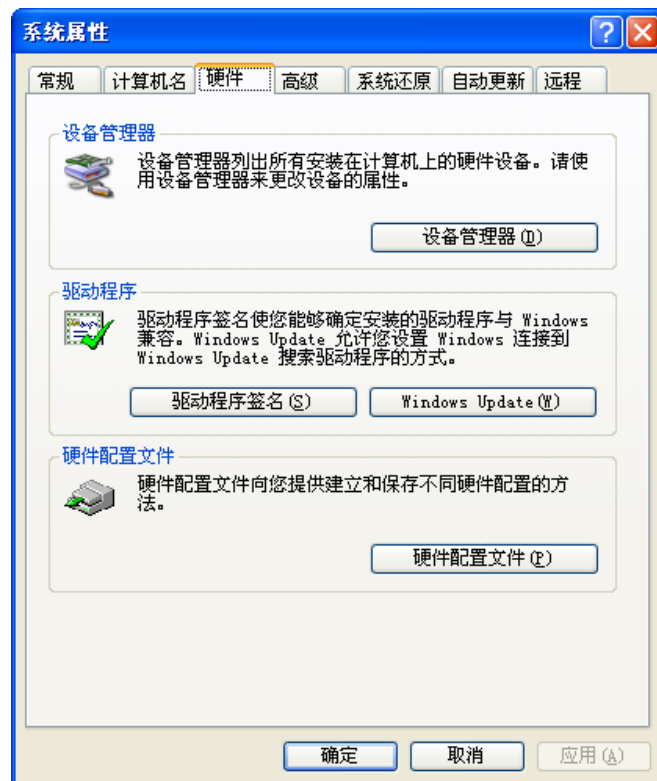 系统属性
常规 计算机名 硬件 高级 系统还原 自动更新 远程
设备管理器
设备管理器列出所有安装在计算机上的硬件设备。请使
用设备管理器来更改设备的属性。
设备管理器(D)
驱动程序
驱动程序签名使您能够确定安装的驱动程序与 Windows
兼容。Windows Update 允许您设置 Windows 连接到
Windows Update 搜索驱动程序的方式。
驱动程序签名(S) Windows Update(W)
硬件配置文件
硬件配置文件向您提供建立和保存不同硬件配置的方
法。
硬件配置文件(P)
确定 取消 应用(A)